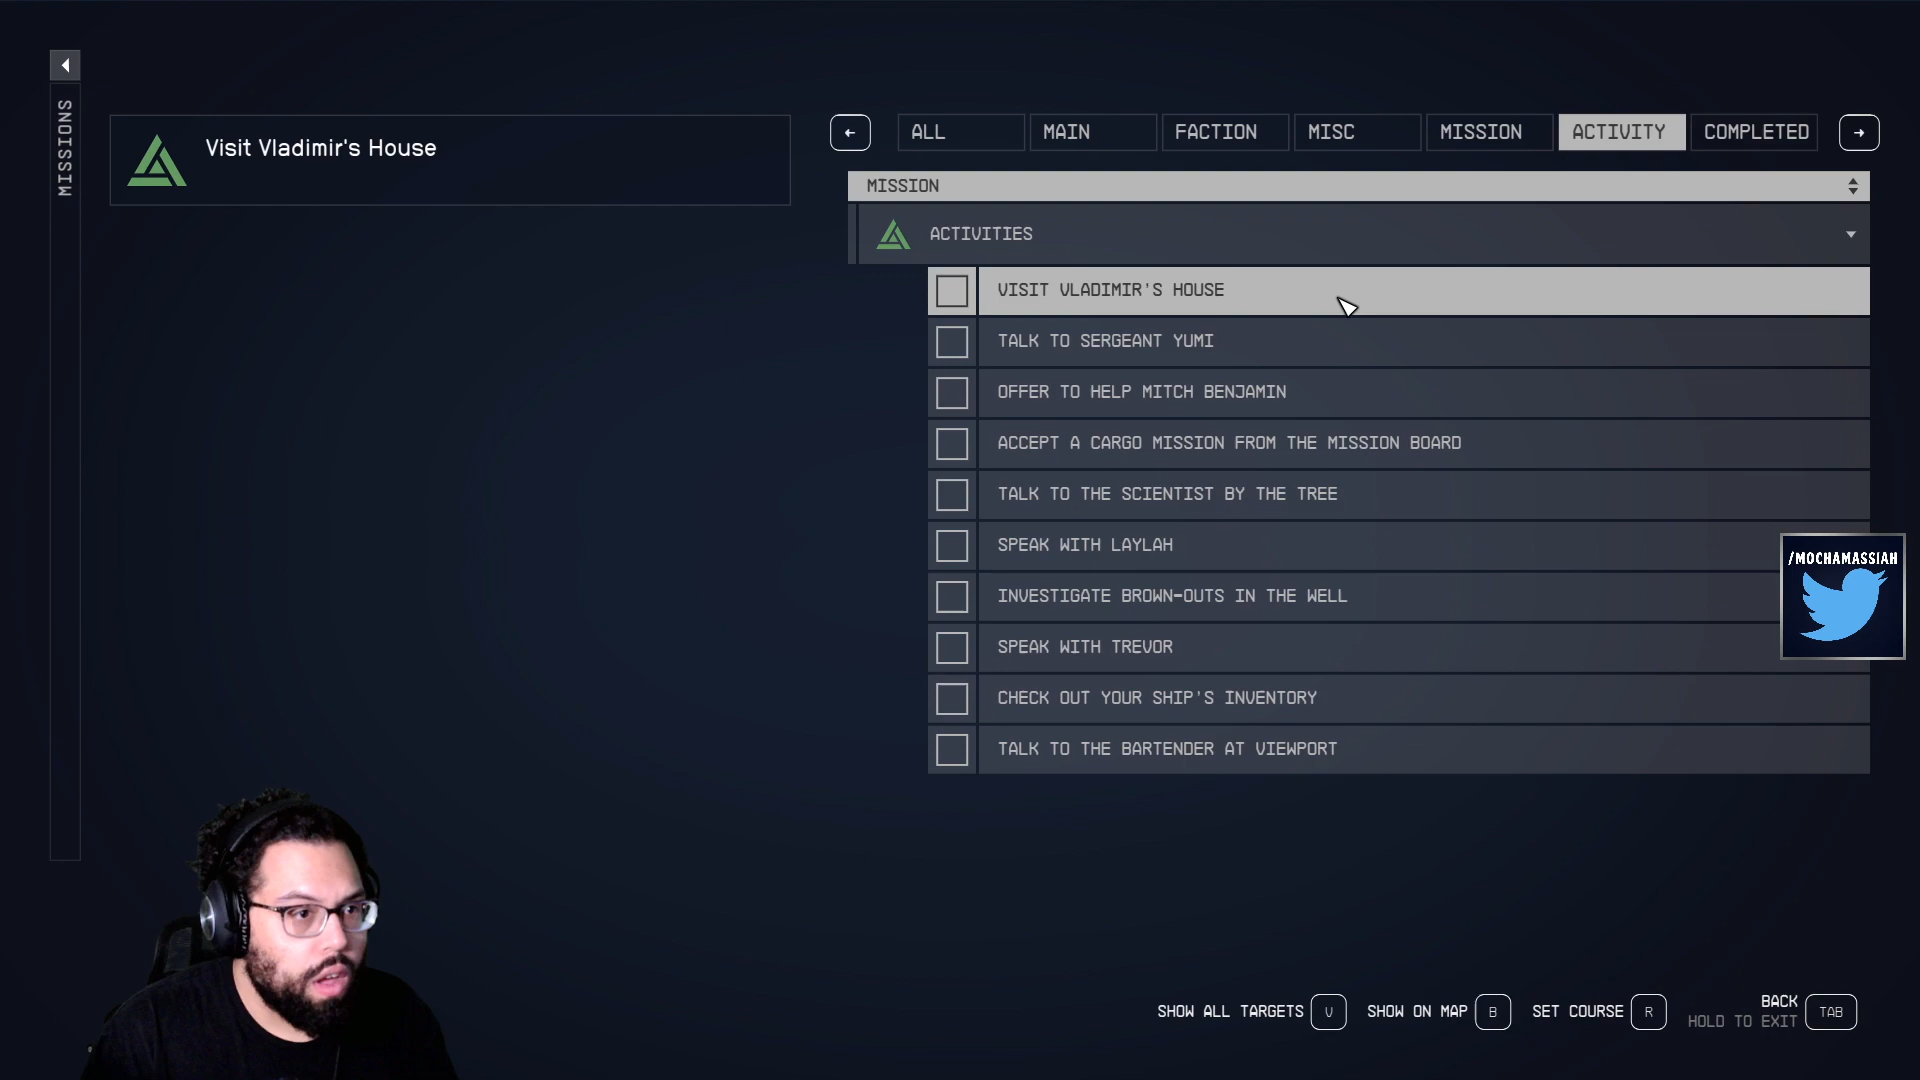 MISSIONS
Visit Vladimir's House
ALL
MAIN
FACTION
MISC
MISSION
ACTIVITY
COMPLETED
MISSION
ACTIVITIES
VISIT VLADIMIR'S HOUSE
TALK TO SERGEANT YUMI
OFFER TO HELP MITCH BENJAMIN
ACCEPT A CARGO MISSION FROM THE MISSION BOARD
TALK TO THE SCIENTIST BY THE TREE
SPEAK WITH LAYLAH
/MOCHAMASSIAH
INVESTIGATE BROWN-OUTS IN THE WELL
SPEAK WITH TREVOR
CHECK OUT YOUR SHIP'S INVENTORY
TALK TO THE BARTENDER AT VIEWPORT
SHOW ALL TARGETS V
SHOW ON MAP B
SET COURSE R
BACK
HOLD TO EXIT
TAB